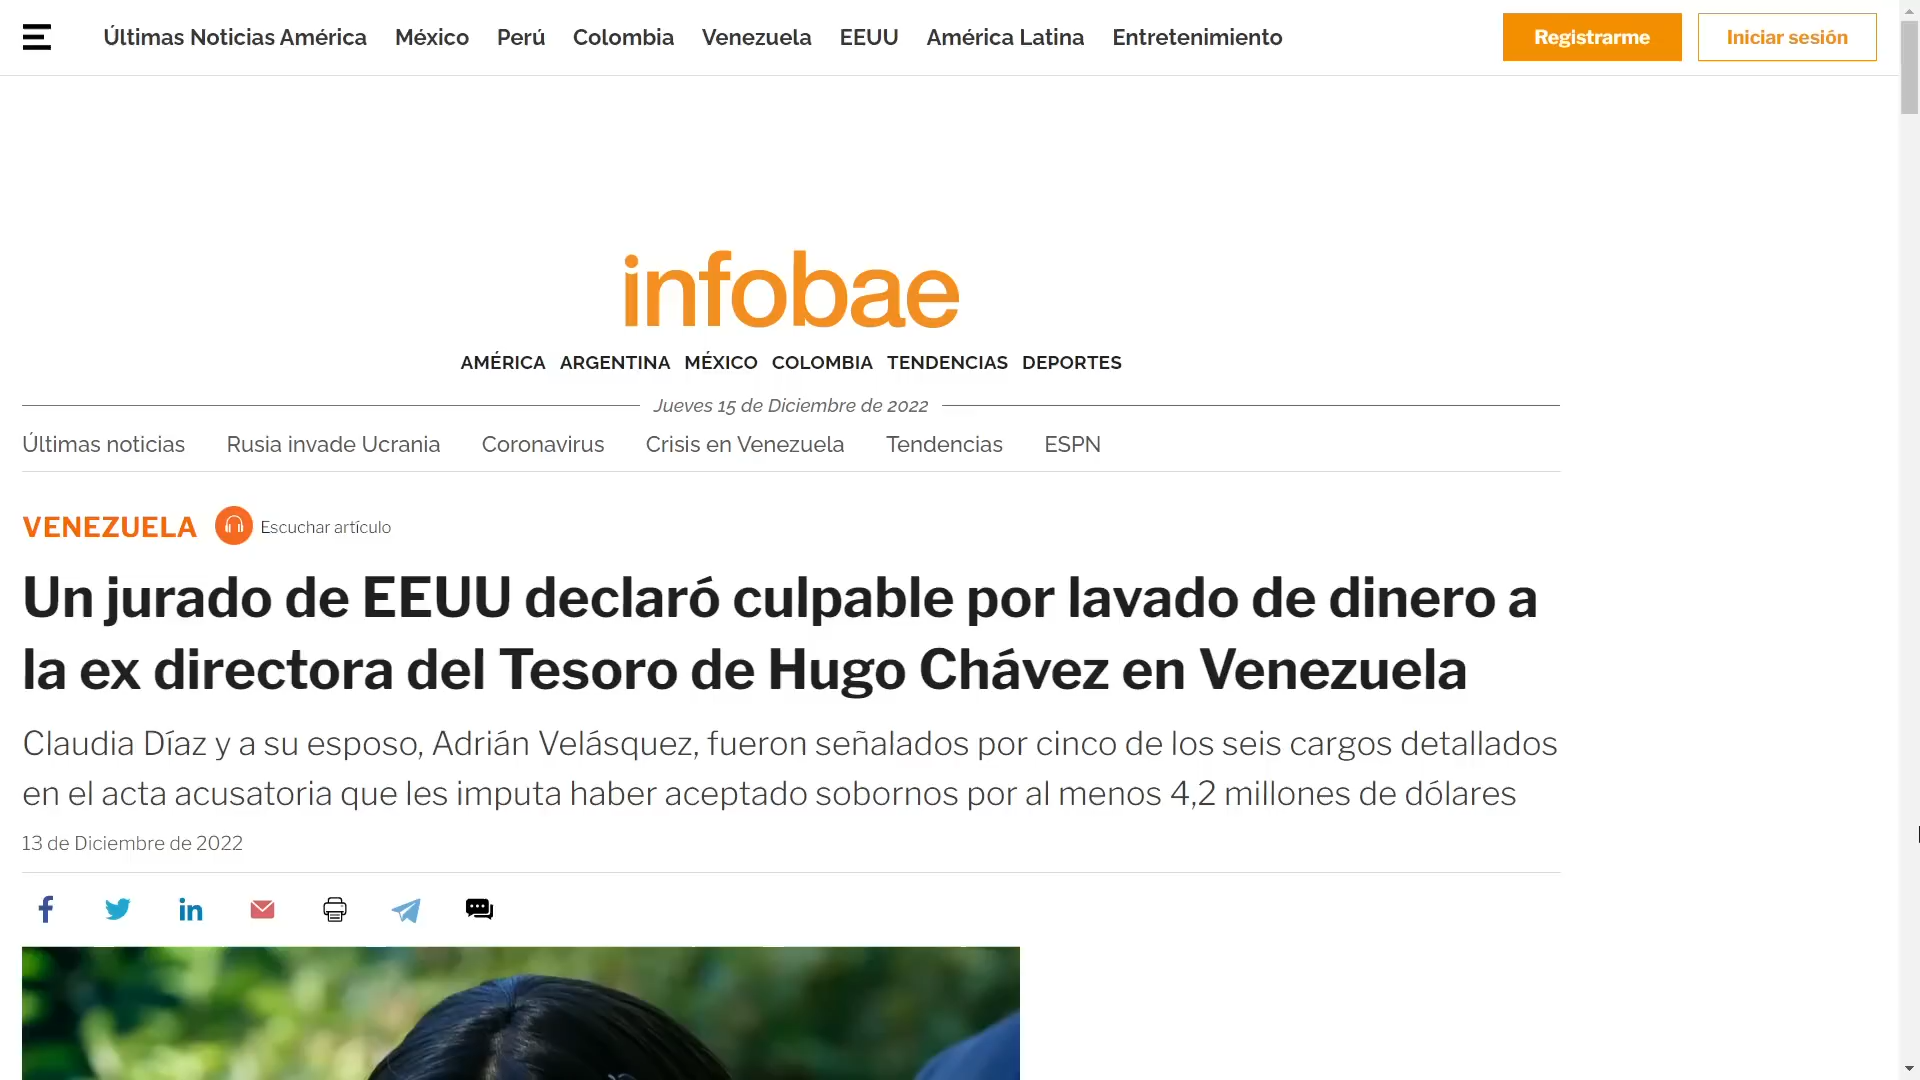 Últimas Noticias América México Perú Colombia Venezuela EEUU América Latina Entretenimiento Registrarme Iniciar sesión
infobae
AMÉRICA ARGENTINA MÉXICO COLOMBIA TENDENCIAS DEPORTES
Jueves 15 de Diciembre de 2022
Últimas noticias Rusia invade Ucrania Coronavirus Crisis en Venezuela Tendencias ESPN
VENEZUELA Escuchar artículo
Un jurado de EEUU declaró culpable por lavado de dinero a
la ex directora del Tesoro de Hugo Chávez en Venezuela
Claudia Díaz y a su esposo, Adrián Velásquez, fueron señalados por cinco de los seis cargos detallados
en el acta acusatoria que les imputa haber aceptado sobornos por al menos 4,2 millones de dólares
13 de Diciembre de 2022